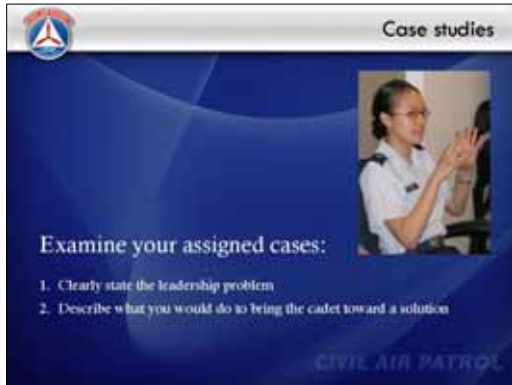 Case studies
Examine your assigned cases:
1. Clearly state the leadership problem
2. Describe what you would do to bring the cadet toward a solution
CIVIL AIR PATROL